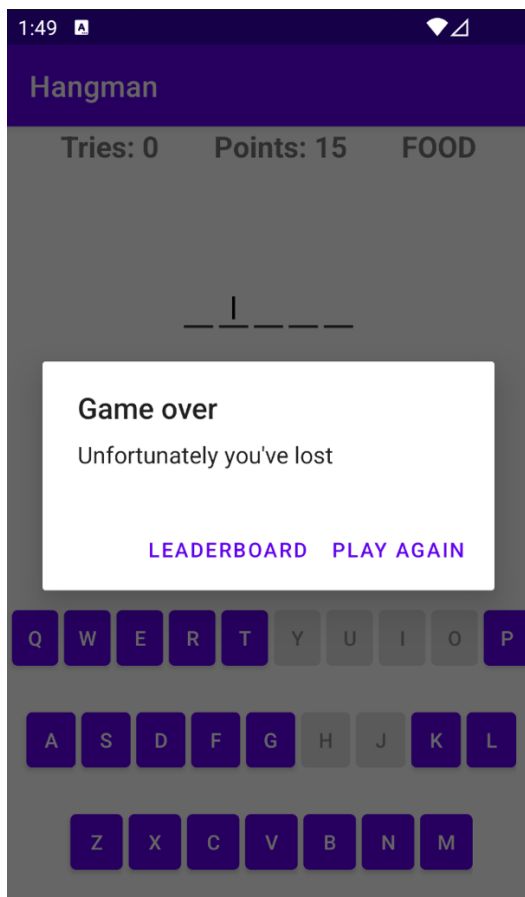 1:49 A
Hangman
Tries: 0 Points: 15 FOOD
_ I _ _ _
Game over
Unfortunately you've lost
LEADERBOARD PLAY AGAIN
Q W E R T Y U I O P
A S D F G H J K L
Z X C V B N M